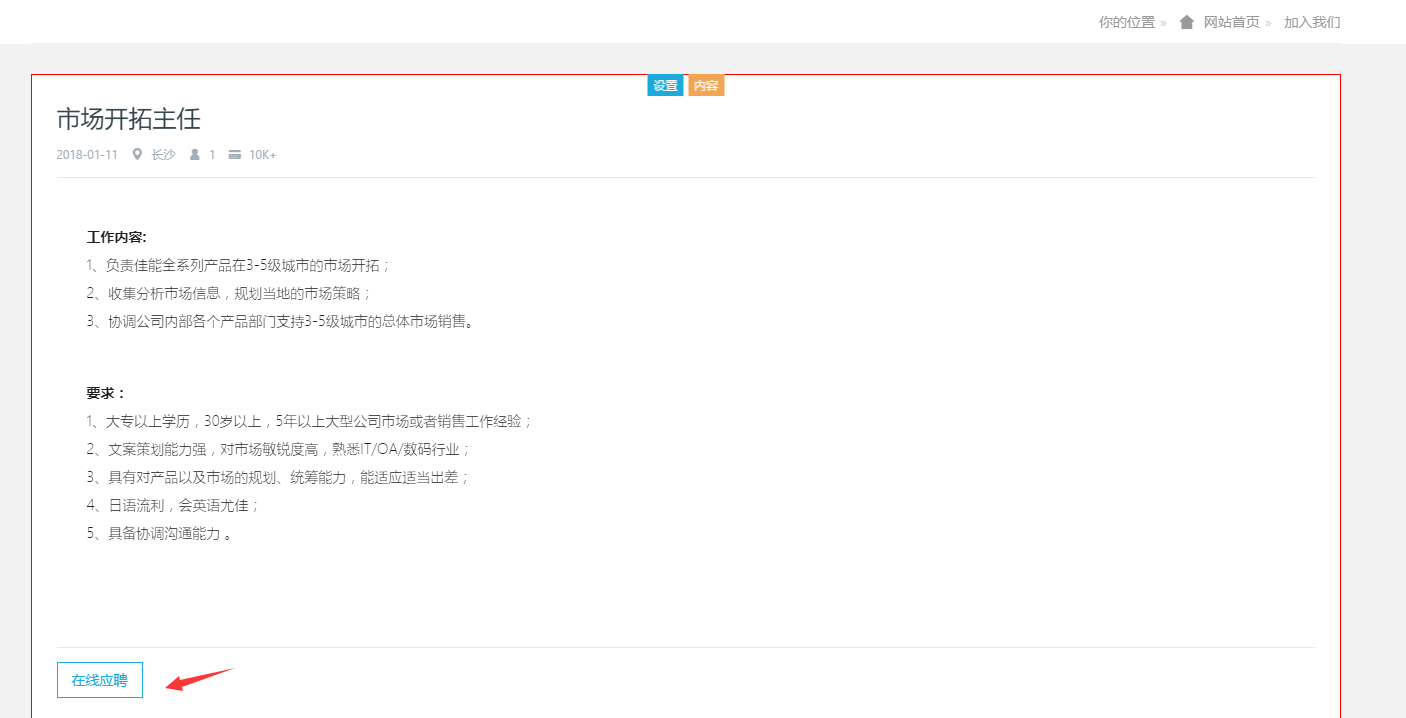 你的位置 » 网站首页 » 加入我们
设置 内容
市场开拓主任
2018-01-11 长沙 1 10K+
工作内容:
1、负责佳能全系列产品在3-5级城市的市场开拓；
2、收集分析市场信息，规划当地的市场策略；
3、协调公司内部各个产品部门支持3-5级城市的总体市场销售。
要求：
1、大专以上学历，30岁以上，5年以上大型公司市场或者销售工作经验；
2、文案策划能力强，对市场敏锐度高，熟悉IT/OA/数码行业；
3、具有对产品以及市场的规划、统筹能力，能适应适当出差；
4、日语流利，会英语尤佳；
5、具备协调沟通能力 。
在线应聘